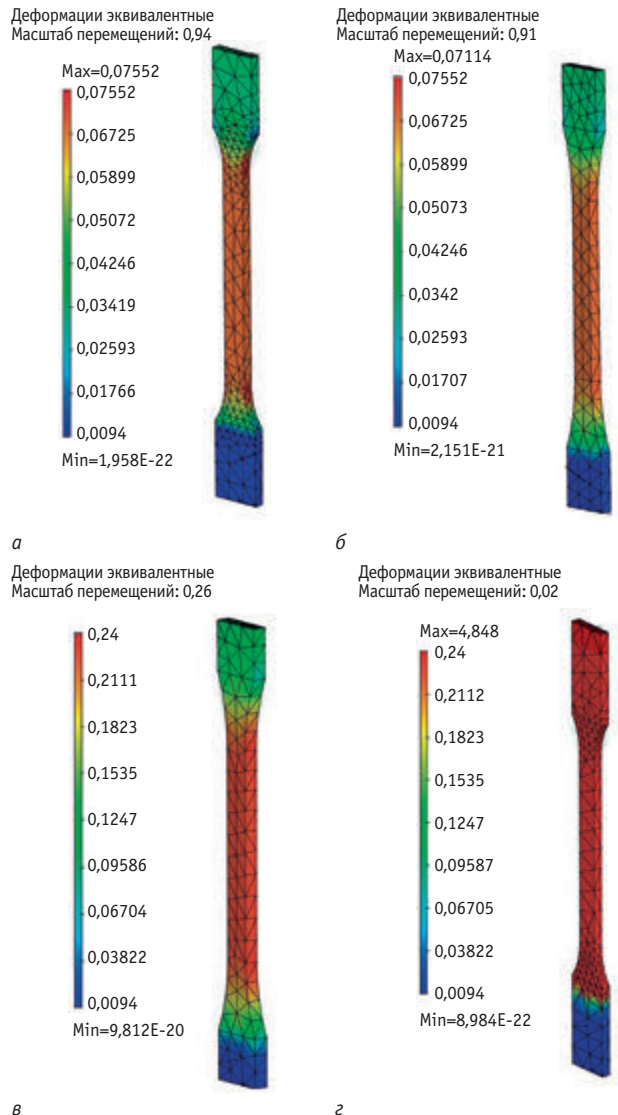 Деформации эквивалентные
Масштаб перемещений: 0,94
Max=0,07552
0,07552
0,06725
0,05899
0,05072
0,04246
0,03419
0,02593
0,01766
0,0094
Min=1,958E-22
а
Деформации эквивалентные
Масштаб перемещений: 0,91
Max=0,07114
0,07552
0,06725
0,05899
0,05073
0,04246
0,0342
0,02593
0,01707
0,0094
Min=2,151E-21
б
Деформации эквивалентные
Масштаб перемещений: 0,26
0,24
0,2111
0,1823
0,1535
0,1247
0,09586
0,06704
0,03822
0,0094
Min=9,812E-20
в
Деформации эквивалентные
Масштаб перемещений: 0,02
Max=4,848
0,24
0,2112
0,1823
0,1535
0,1247
0,09587
0,06705
0,03822
0,0094
Min=8,984E-22
г